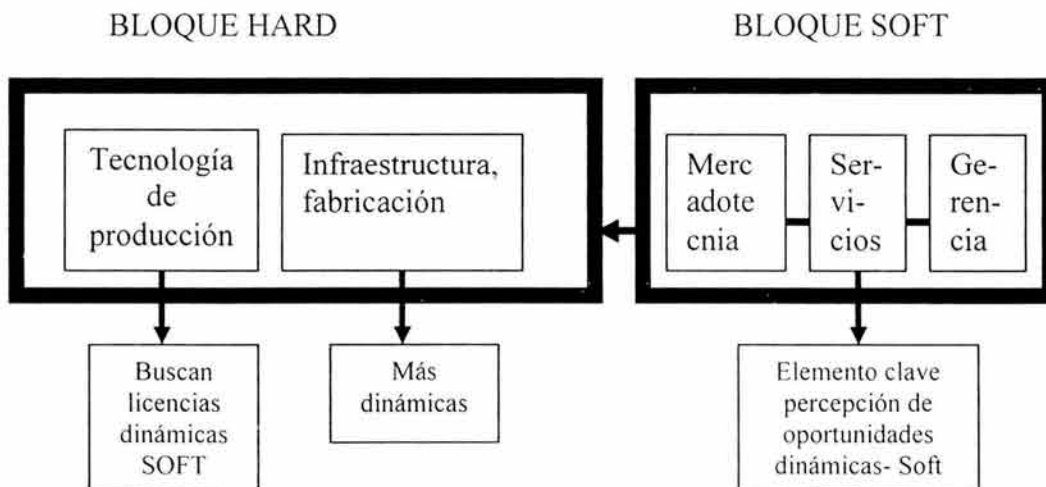 BLOQUE HARD
BLOQUE SOFT
Tecnología
de
producción
Infraestructura,
fabricación
Merc
adote
cnia
Ser-
vi-
cios
Ge-
ren-
cia
Buscan
licencias
dinámicas
SOFT
Más
dinámicas
Elemento clave
percepción de
oportunidades
dinámicas- Soft